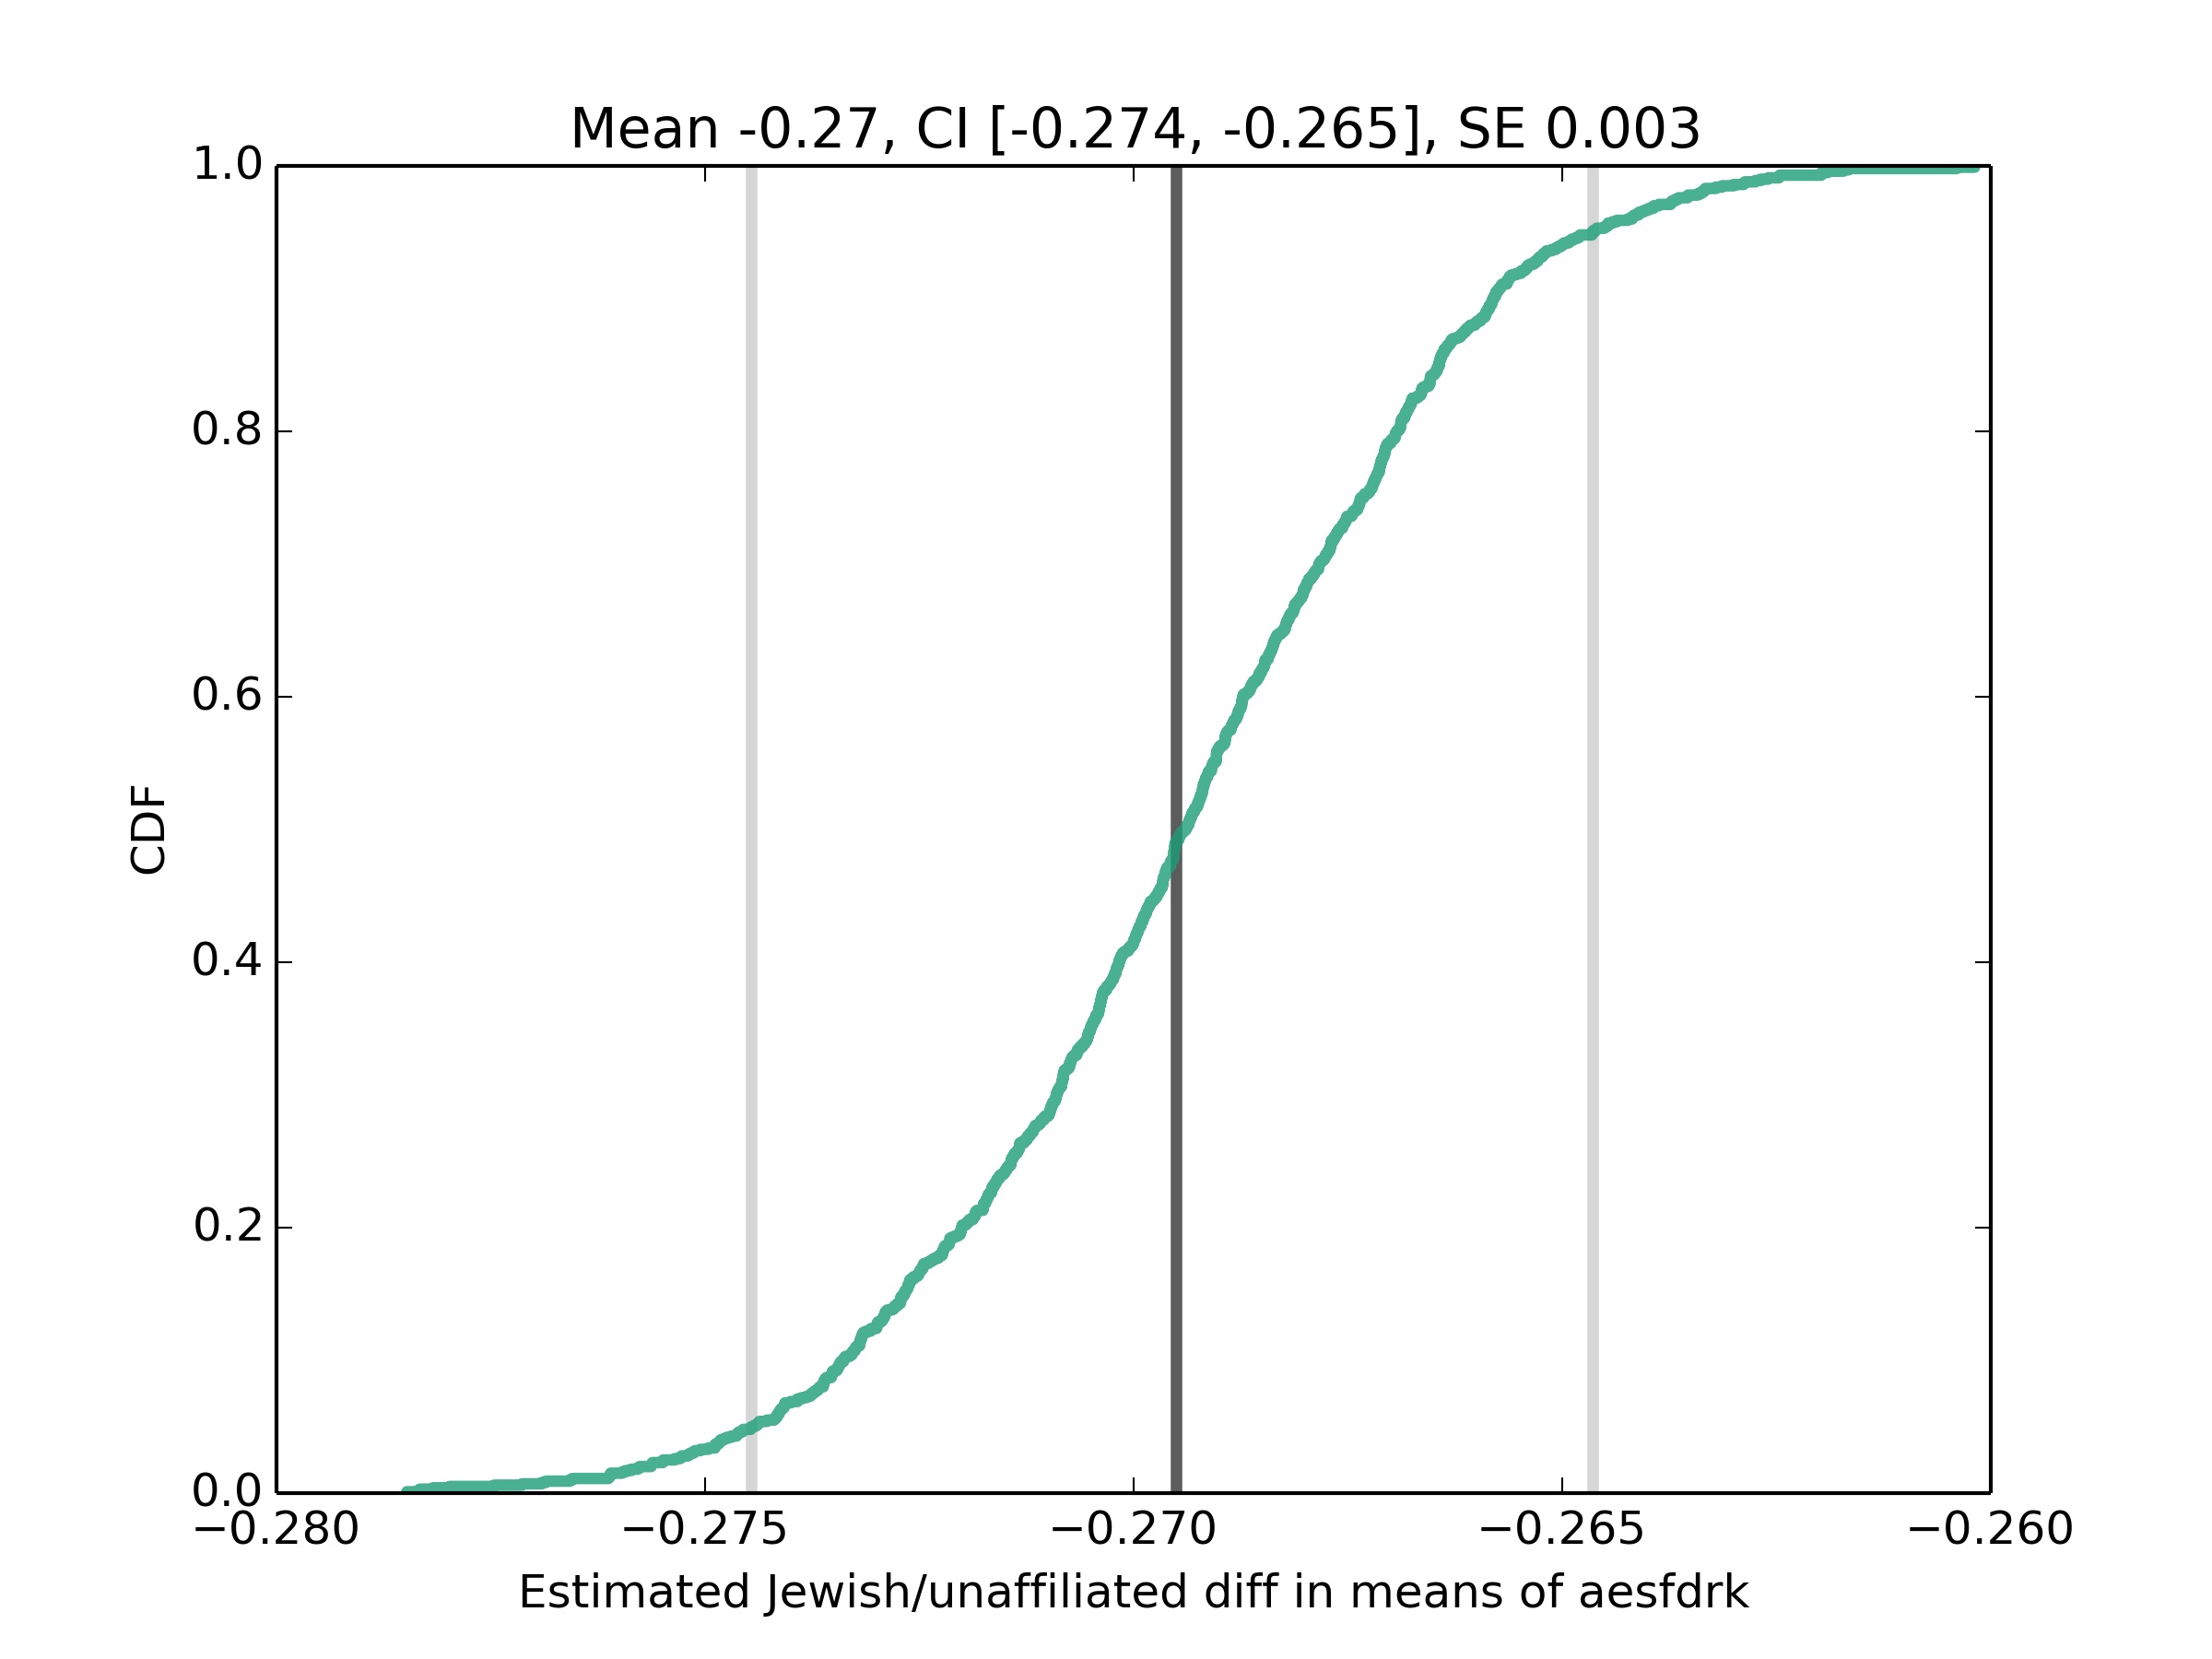 Mean -0.27, CI [-0.274, -0.265], SE 0.003
1.0
0.8
0.6
0.4
0.2
0.0
CDF
−0.280 −0.275 −0.270 −0.265 −0.260
Estimated Jewish/unaffiliated diff in means of aesfdrk